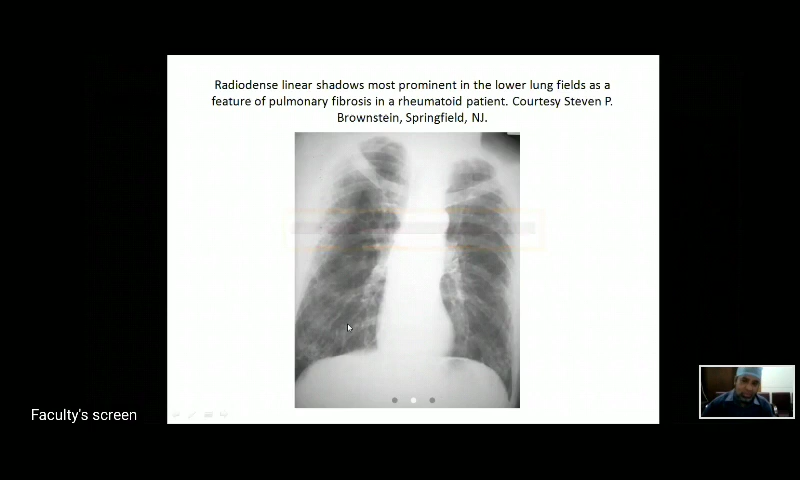 Radiodense linear shadows most prominent in the lower lung fields as a
feature of pulmonary fibrosis in a rheumatoid patient. Courtesy Steven P.
Brownstein, Springfield, NJ.
Faculty's screen